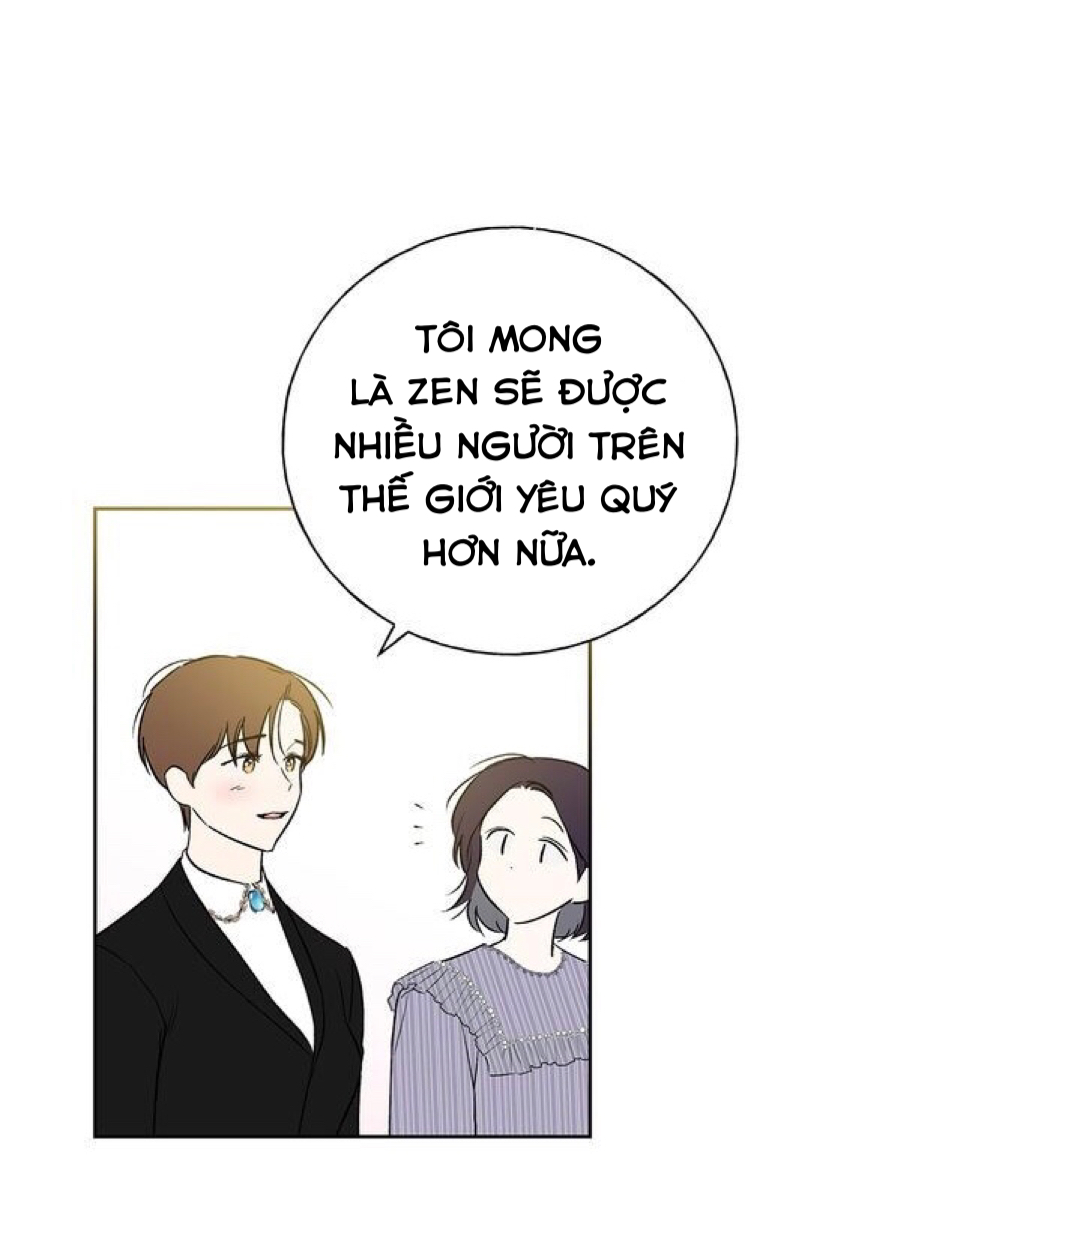 TÔI MONG
LÀ ZEN SẼ ĐƯỢC
NHIỀU NGƯỜI TRÊN
THẾ GIỚI YÊU QUÝ
HƠN NỮA.